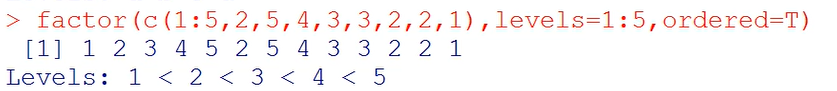 > factor(c(1:5,2,5,4,3,3,2,2,1),levels=1:5,ordered=T)
[1] 1 2 3 4 5 2 5 4 3 3 2 2 1
Levels: 1 < 2 < 3 < 4 < 5